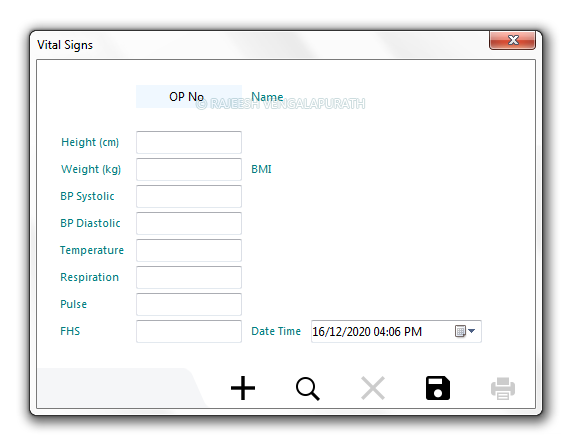 Vital Signs
OP No Name
© RAJEESH VENGALAPURATH
Height (cm)
Weight (kg) BMI
BP Systolic
BP Diastolic
Temperature
Respiration
Pulse
FHS Date Time 16/12/2020 04:06 PM